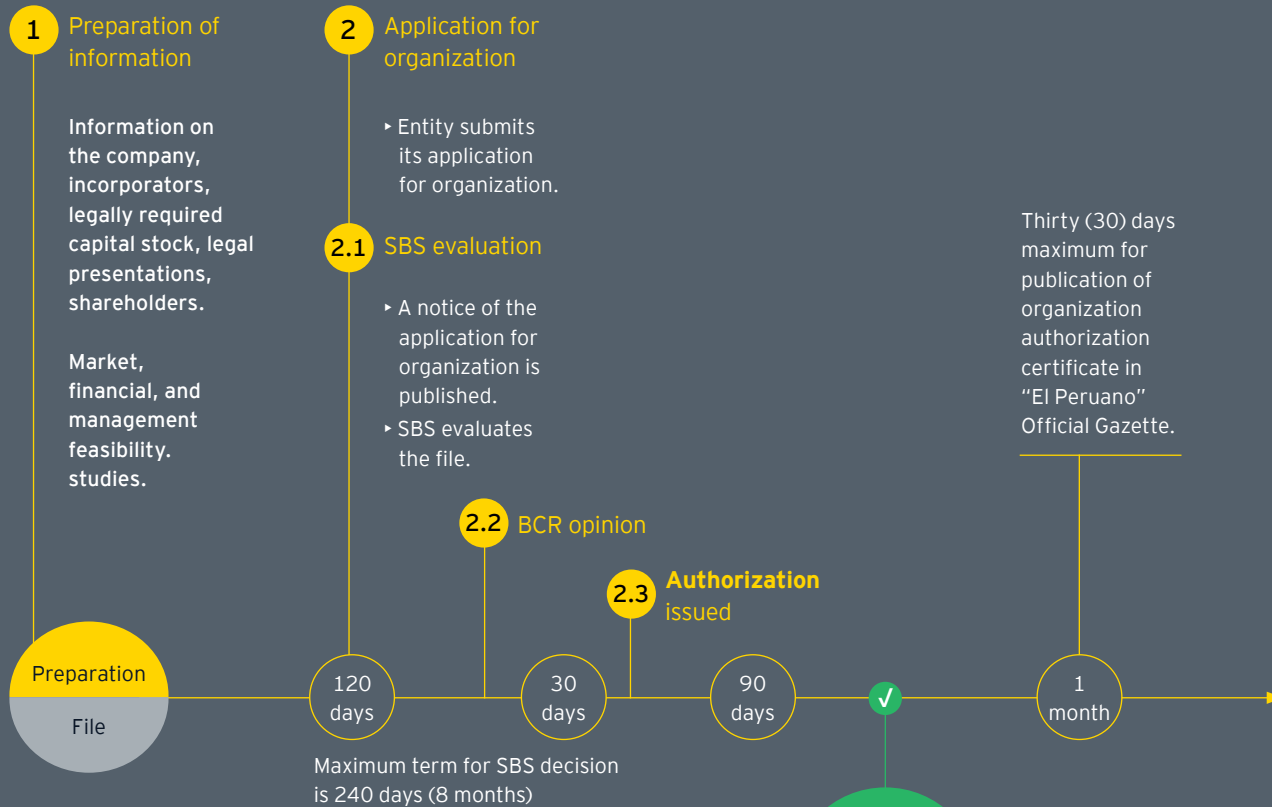 1
Preparation of
information
Information on
the company,
incorporators,
legally required
capital stock, legal
presentations,
shareholders.
Market,
financial, and
management
feasibility.
studies.
2
Application for
organization
‣ Entity submits
its application
for organization.
2.1
SBS evaluation
‣ A notice of the
application for
organization is
published.
‣ SBS evaluates
the file.
2.2
BCR opinion
2.3
Authorization
issued
Thirty (30) days
maximum for
publication of
organization
authorization
certificate in
“El Peruano”
Official Gazette.
Preparation
File
120
days
30
days
90
days
√
1
month
Maximum term for SBS decision
is 240 days (8 months)